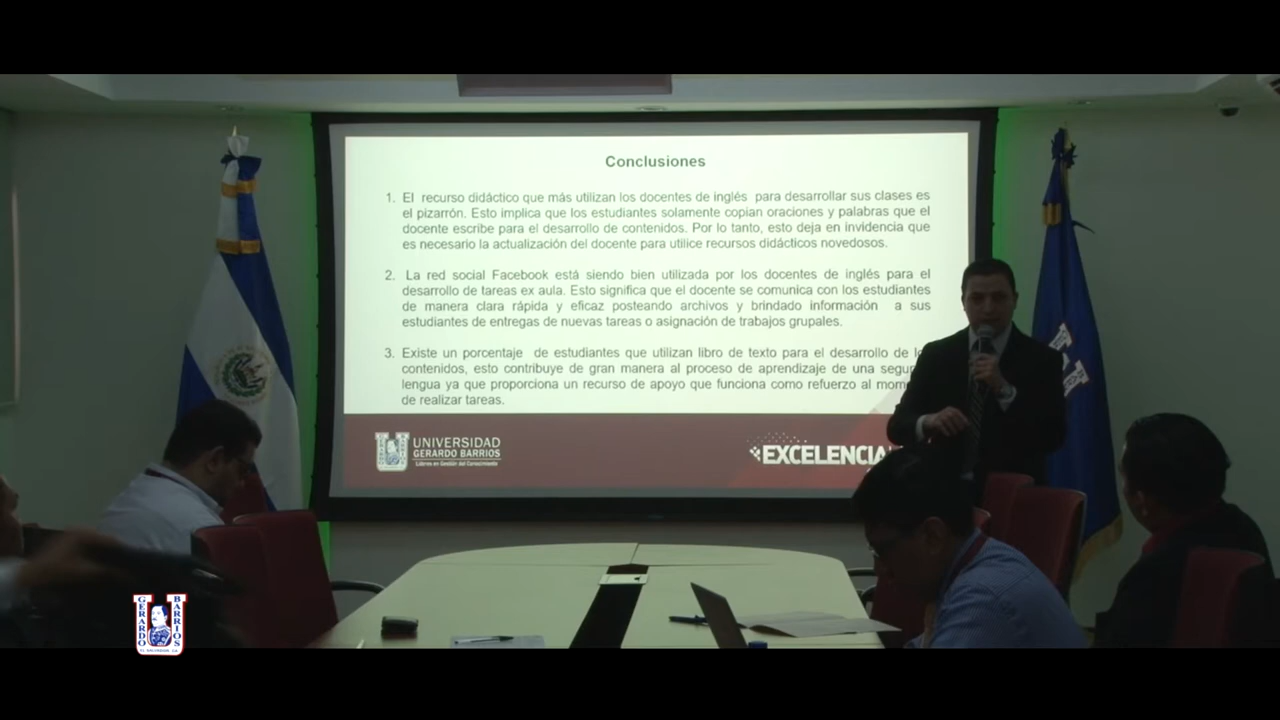 Conclusiones
1. El recurso didáctico que más utilizan los docentes de inglés para desarrollar sus clases es
el pizarrón. Esto implica que los estudiantes solamente copian oraciones y palabras que el
docente escribe para el desarrollo de contenidos. Por lo tanto, esto deja en invidencia que
es necesario la actualización del docente para utilice recursos didácticos novedosos.
2. La red social Facebook está siendo bien utilizada por los docentes de inglés para el
desarrollo de tareas ex aula. Esto significa que el docente se comunica con los estudiantes
de manera clara rápida y eficaz posteando archivos y brindado información a sus
estudiantes de entregas de nuevas tareas o asignación de trabajos grupales.
3. Existe un porcentaje de estudiantes que utilizan libro de texto para el desarrollo de
contenidos, esto contribuye de gran manera al proceso de aprendizaje de una
lengua ya que proporciona un recurso de apoyo que funciona como refuerzo al
de realizar tareas.
UNIVERSIDAD
GERARDO BARRIOS
Líderes en Gestión del Conocimiento
EXCELENCIA
GERARDO
BARRIOS
EL SALVADOR, C.A.